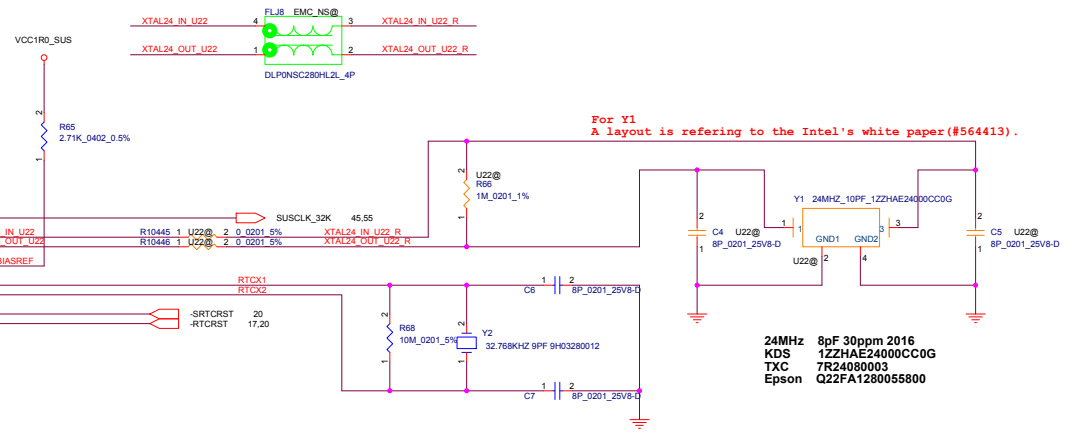 FLJ8 EMC_NS@
XTAL24_IN_U22 4 3 XTAL24_IN_U22_R
XTAL24_OUT_U22 1 2 XTAL24_OUT_U22_R
DLP0NSC280HL2L_4P
VCC1R0_SUS
2
R65
2.71K_0402_0.5%
1
For Y1
A layout is refering to the Intel's white paper(#564413).
2
U22@
R66
1M_0201_1%
1
SUSCLK_32K 45,55
_IN_U22 R10445 1 U22@ 2 0_0201_5% XTAL24_IN_U22_R
_OUT_U22 R10446 1 U22@ 2 0_0201_5% XTAL24_OUT_U22_R
BIASREF
2
C4 U22@
1
8P_0201_25V8-D
Y1 24MHZ_10PF_1ZZHAE24000CC0G
1 1 3 3
GND1 GND2
U22@ 2 4
2
C5 U22@
1
8P_0201_25V8-D
RTCX1
RTCX2
C6 1 2 8P_0201_25V8-D
-SRTCRST 20
-RTCRST 17,20
2
R68
10M_0201_5%
1
2
Y2
32.768KHZ 9PF 9H03280012
1
C7 1 2 8P_0201_25V8-D
24MHz 8pF 30ppm 2016
KDS 1ZZHAE24000CC0G
TXC 7R24080003
Epson Q22FA1280055800